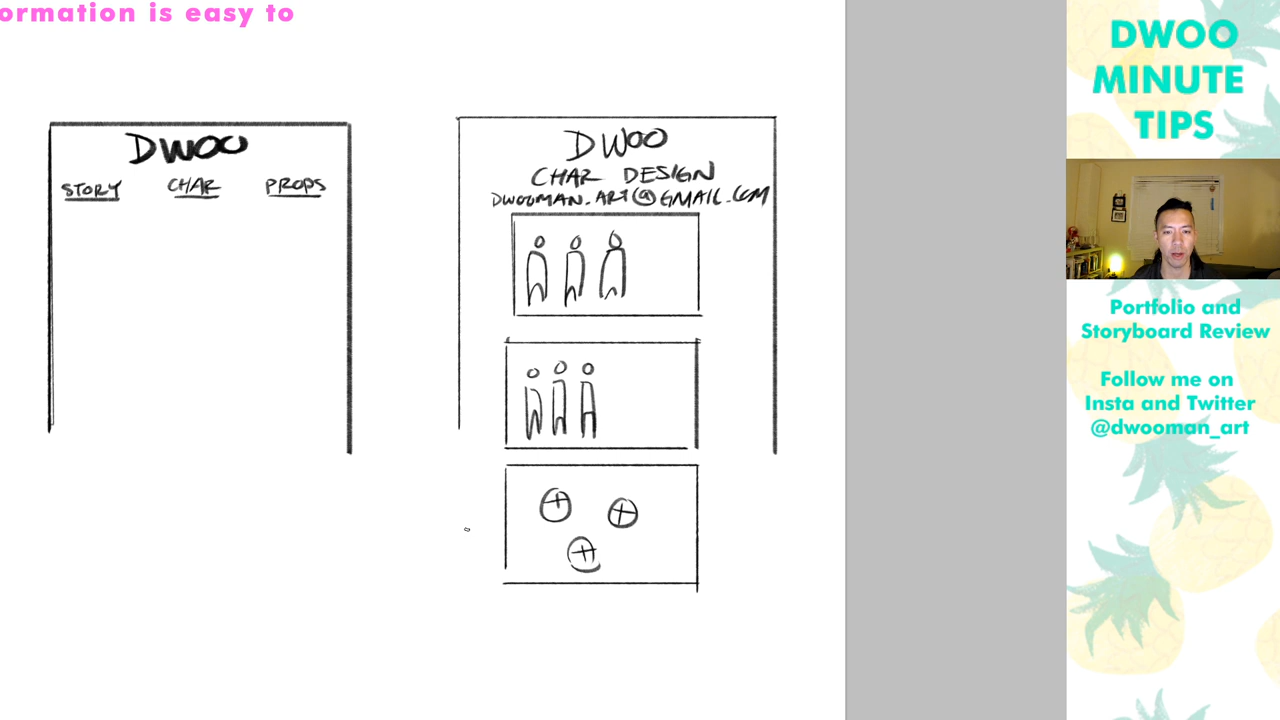 ormation is easy to
DWOO
STORY CHAR PROPS
DWOO
CHAR DESIGN
DWOOMAN.ART@GMAIL.COM
DWOO
MINUTE
TIPS
Portfolio and
Storyboard Review
Follow me on
Insta and Twitter
@dwooman_art